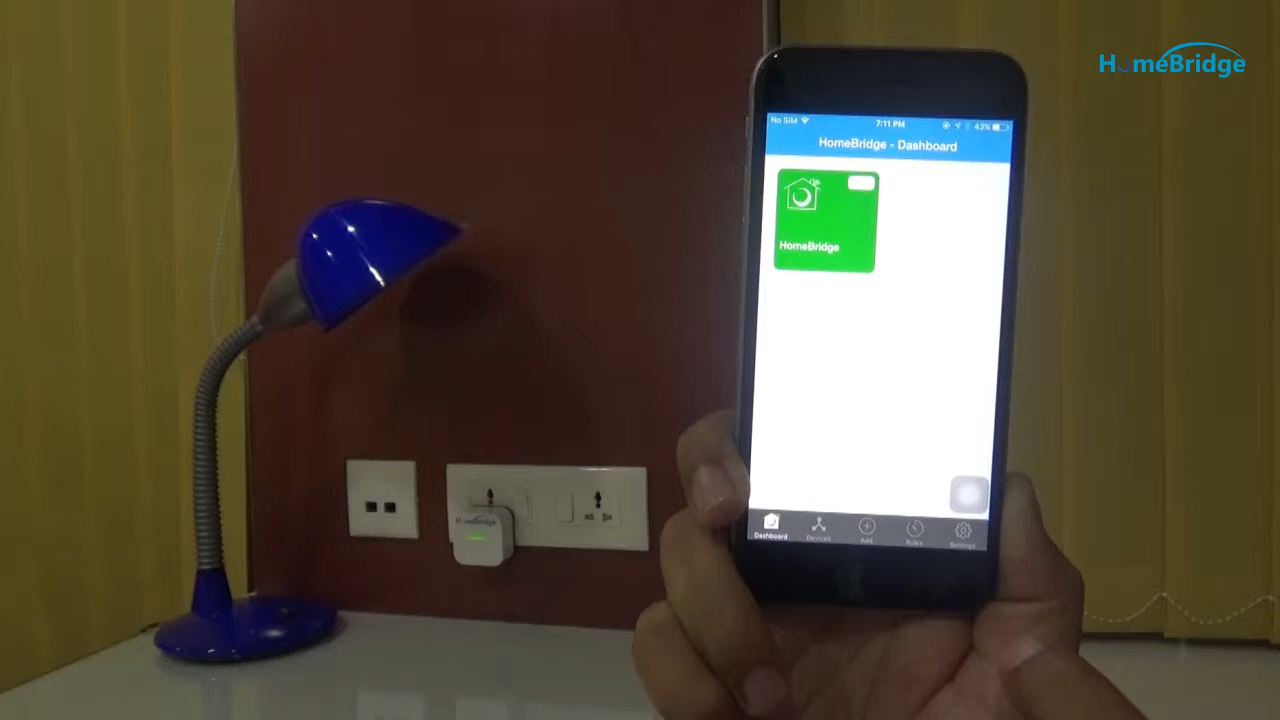 HomeBridge
No SIM 7:11 PM 43%
HomeBridge - Dashboard
HomeBridge
HomeBridge
Dashboard Devices Add Rules Settings